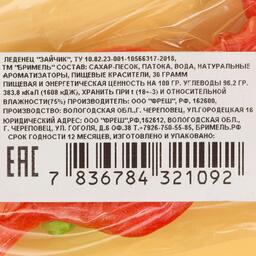 ЛЕДЕНЕЦ "ЗАЙЧИК", ТУ 10.82.23-001-10566317-2018,
ТМ "БРИМЕЛЬ" СОСТАВ: САХАР-ПЕСОК, ПАТОКА, ВОДА, НАТУРАЛЬНЫЕ
АРОМАТИЗАТОРЫ, ПИЩЕВЫЕ КРАСИТЕЛИ, 30 ГРАММ
ПИЩЕВАЯ И ЭНЕРГЕТИЧЕСКАЯ ЦЕННОСТЬ НА 100 ГР. УГЛЕВОДЫ 96.2 ГР.
383.8 кКаЛ (1608 кДЖ), ХРАНИТЬ ПРИ t (18+-3) И ОТНОСИТЕЛЬНОЙ
ВЛАЖНОСТИ(75%) ПРОИЗВОДИТЕЛЬ: ООО "ФРЕШ", РФ, 162600,
ПРОИЗВОДСТВО: ВОЛОГОДСКАЯ ОБЛ., Г. ЧЕРЕПОВЕЦ, УЛ.ГОРОДЕЦКАЯ 16
ЮРИДИЧЕСКИЙ АДРЕС: ООО "ФРЕШ",РФ,162612, ВОЛОГОДСКАЯ ОБЛ.,
Г. ЧЕРЕПОВЕЦ, УЛ. ГОГОЛЯ, Д.6 ОФ.38 Т.+7926-750-55-85, БРИМЕЛЬ.РФ
СРОК ГОДНОСТИ 12 МЕСЯЦЕВ, ИЗГОТОВЛЕНО И УПАКОВАНО:
EAC
7 836784 321092